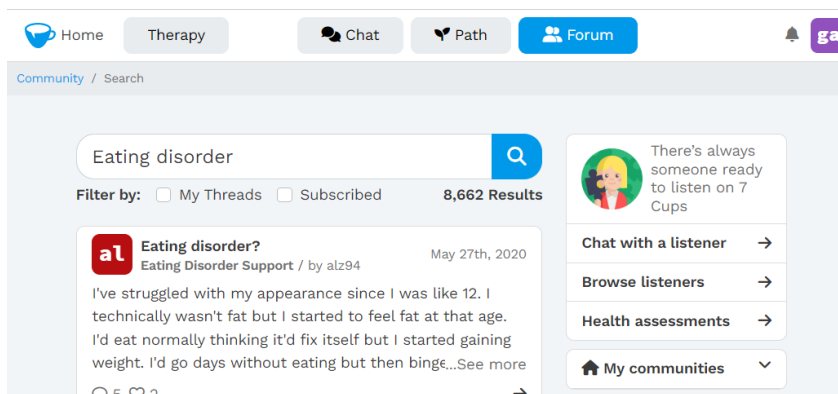 Home Therapy Chat Path Forum ga
Community / Search
Eating disorder
Filter by: My Threads Subscribed 8,662 Results
al Eating disorder? May 27th, 2020
Eating Disorder Support / by alz94
I've struggled with my appearance since I was like 12. I
technically wasn't fat but I started to feel fat at that age.
I'd eat normally thinking it'd fix itself but I started gaining
weight. I'd go days without eating but then binge...See more
5 2
There's always
someone ready
to listen on 7
Cups
Chat with a listener
Browse listeners
Health assessments
My communities